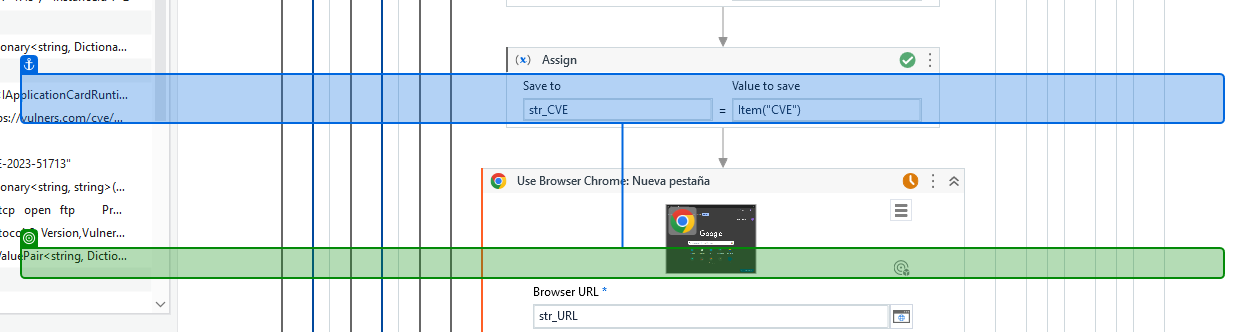 onary<string, Dictiona...
Assign
Save to
Value to save
<IApplicationCardRunti...
str_CVE
=
Item("CVE")
ps://vulners.com/cve/...
E-2023-51713"
Use Browser Chrome: Nueva pestaña
onary<string, string>(...
tcp open ftp Pr...
Google
Version,Vulner...
ValuePair<string, Dictio...
Browser URL *
str_URL